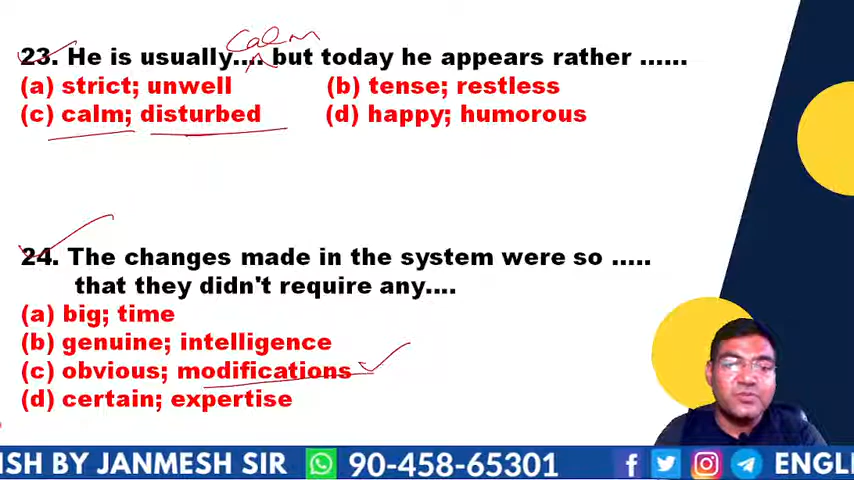 calm
23. He is usually.... but today he appears rather ......
(a) strict; unwell (b) tense; restless
(c) calm; disturbed (d) happy; humorous
24. The changes made in the system were so .....
that they didn't require any....
(a) big; time
(b) genuine; intelligence
(c) obvious; modifications
(d) certain; expertise
ISH BY JANMESH SIR 90-458-65301 ENGL